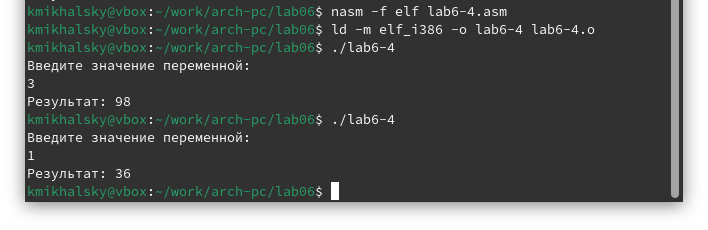 kmikhalsky@vbox:~/work/arch-pc/lab06$ nasm -f elf lab6-4.asm
kmikhalsky@vbox:~/work/arch-pc/lab06$ ld -m elf_i386 -o lab6-4 lab6-4.o
kmikhalsky@vbox:~/work/arch-pc/lab06$ ./lab6-4
Введите значение переменной:
3
Результат: 98
kmikhalsky@vbox:~/work/arch-pc/lab06$ ./lab6-4
Введите значение переменной:
1
Результат: 36
kmikhalsky@vbox:~/work/arch-pc/lab06$